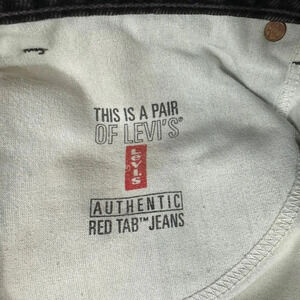 THIS IS A PAIR
OF LEVI'S®
Levi's
AUTHENTIC
RED TAB™ JEANS